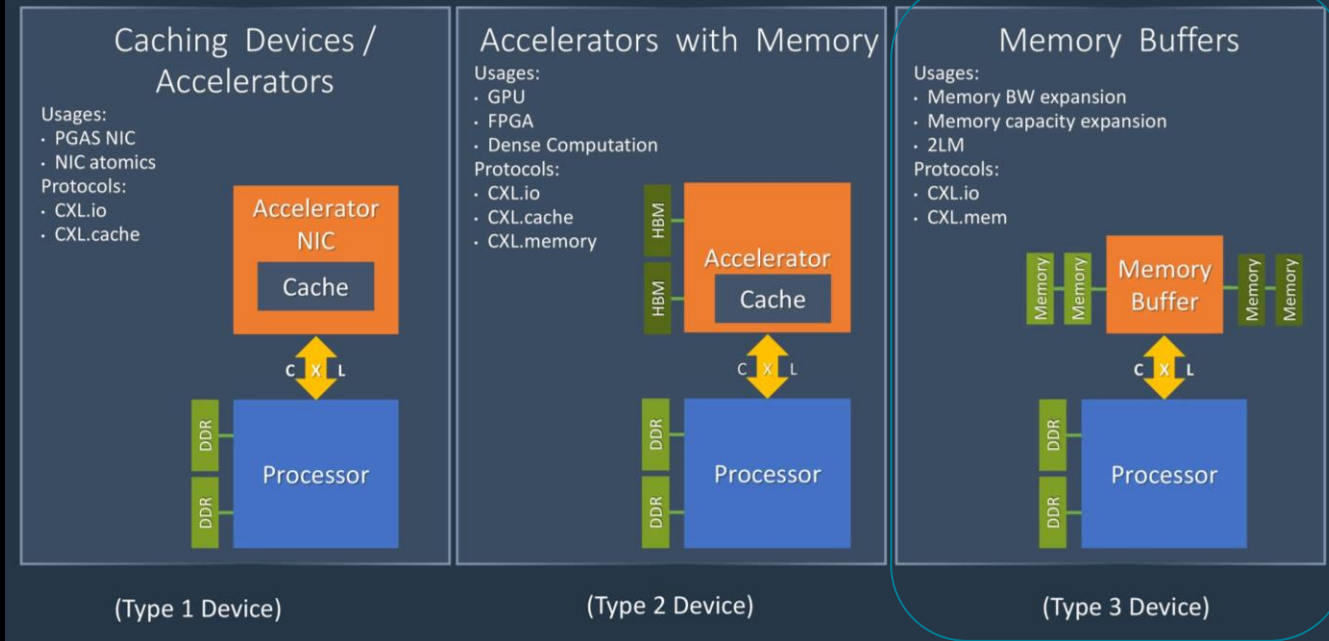 Caching Devices /
Accelerators
Usages:
• PGAS NIC
• NIC atomics
Protocols:
• CXL.io
• CXL.cache
Accelerator
NIC
Cache
C X L
DDR
DDR
Processor
(Type 1 Device)
Accelerators with Memory
Usages:
• GPU
• FPGA
• Dense Computation
Protocols:
• CXL.io
• CXL.cache
• CXL.memory
HBM
HBM
Accelerator
Cache
C X L
DDR
DDR
Processor
(Type 2 Device)
Memory Buffers
Usages:
• Memory BW expansion
• Memory capacity expansion
• 2LM
Protocols:
• CXL.io
• CXL.mem
Memory
Memory
Memory
Buffer
Memory
Memory
C X L
DDR
DDR
Processor
(Type 3 Device)